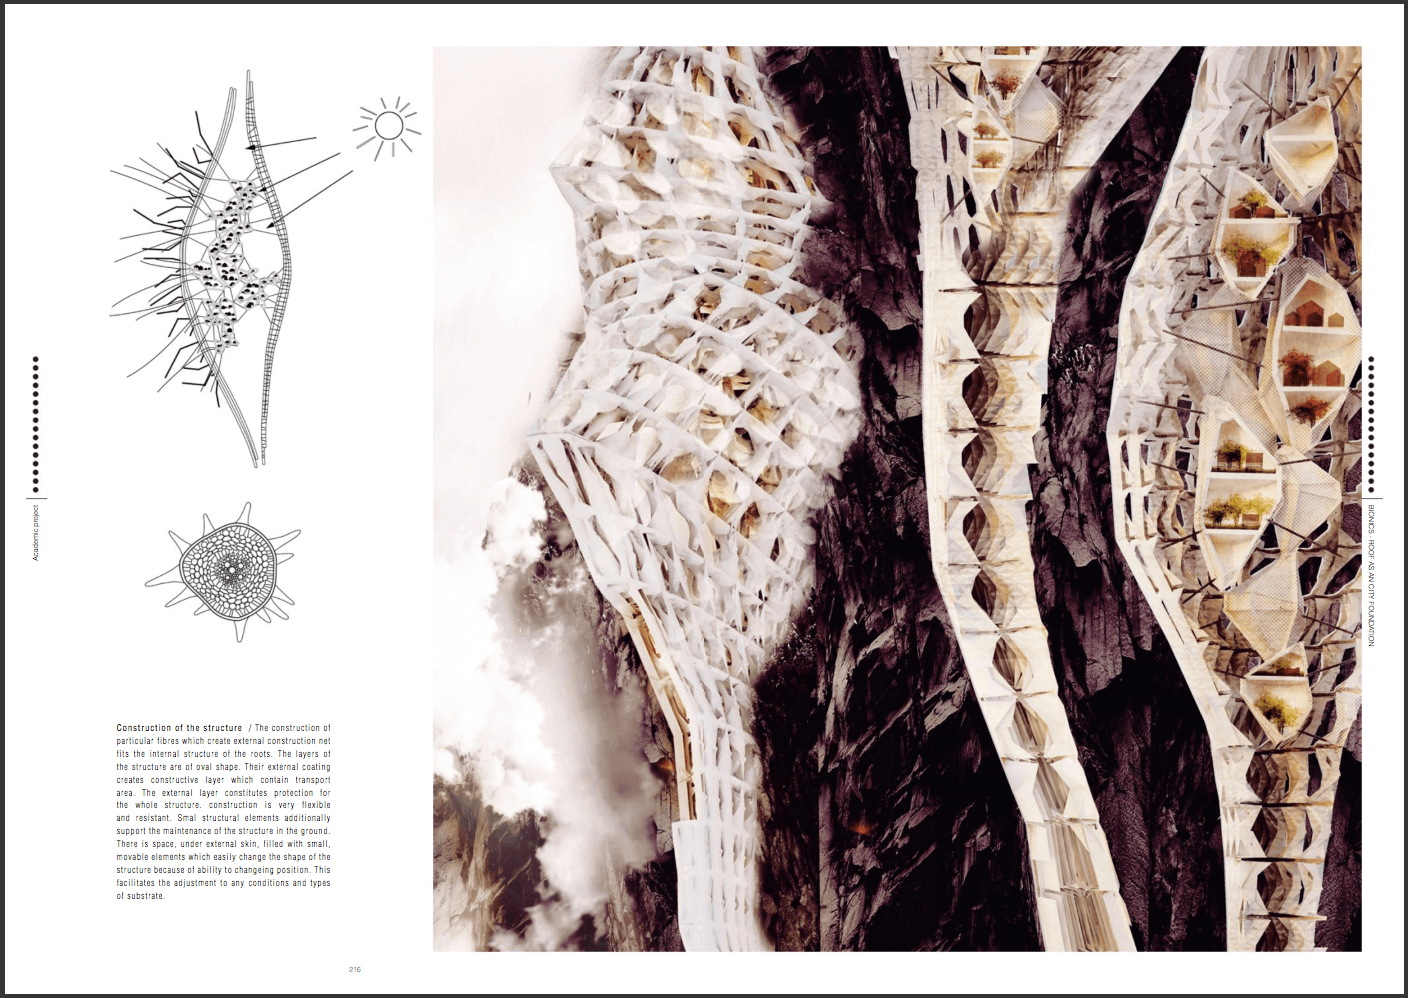 Academic project
Construction of the structure / The construction of
particular fibres which create external construction net
fits the internal structure of the roots. The layers of
the structure are of oval shape. Their external coating
creates constructive layer which contain transport
area. The external layer constitutes protection for
the whole structure. construction is very flexible
and resistant. Smal structural elements additionally
support the maintenance of the structure in the ground.
There is space, under external skin, filled with small,
movable elements which easily change the shape of the
structure because of ability to changeing position. This
facilitates the adjustment to any conditions and types
of substrate.
216
BIONICS - ROOF AS AN CITY FOUNDATION